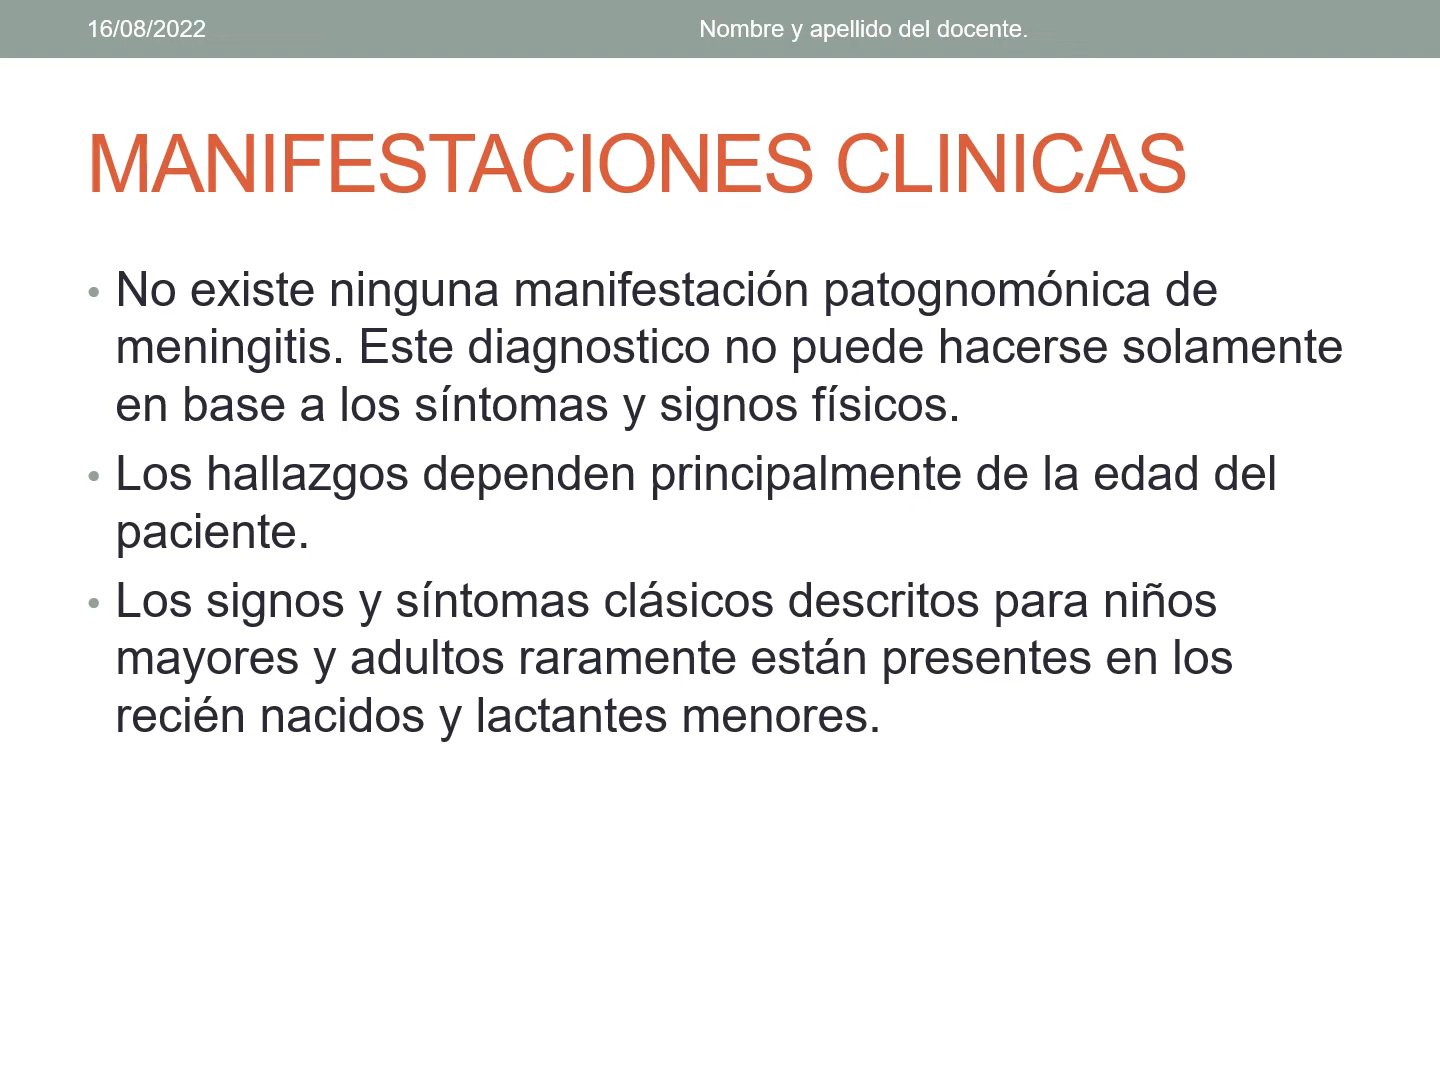 16/08/2022
Nombre y apellido del docente.
MANIFESTACIONES CLINICAS
• No existe ninguna manifestación patognomónica de
meningitis. Este diagnostico no puede hacerse solamente
en base a los síntomas y signos físicos.
• Los hallazgos dependen principalmente de la edad del
paciente.
• Los signos y síntomas clásicos descritos para niños
mayores y adultos raramente están presentes en los
recién nacidos y lactantes menores.